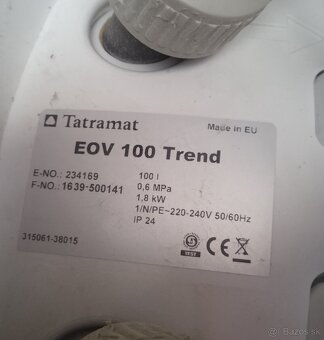 Tatramat Made in EU
EOV 100 Trend
E-NO.: 234169 100 l
F-NO.: 1639-500141 0,6 MPa
1,8 kW
1/N/PE~220-240V 50/60Hz
IP 24
315061-38015
TEST
CE
Bazos.sk